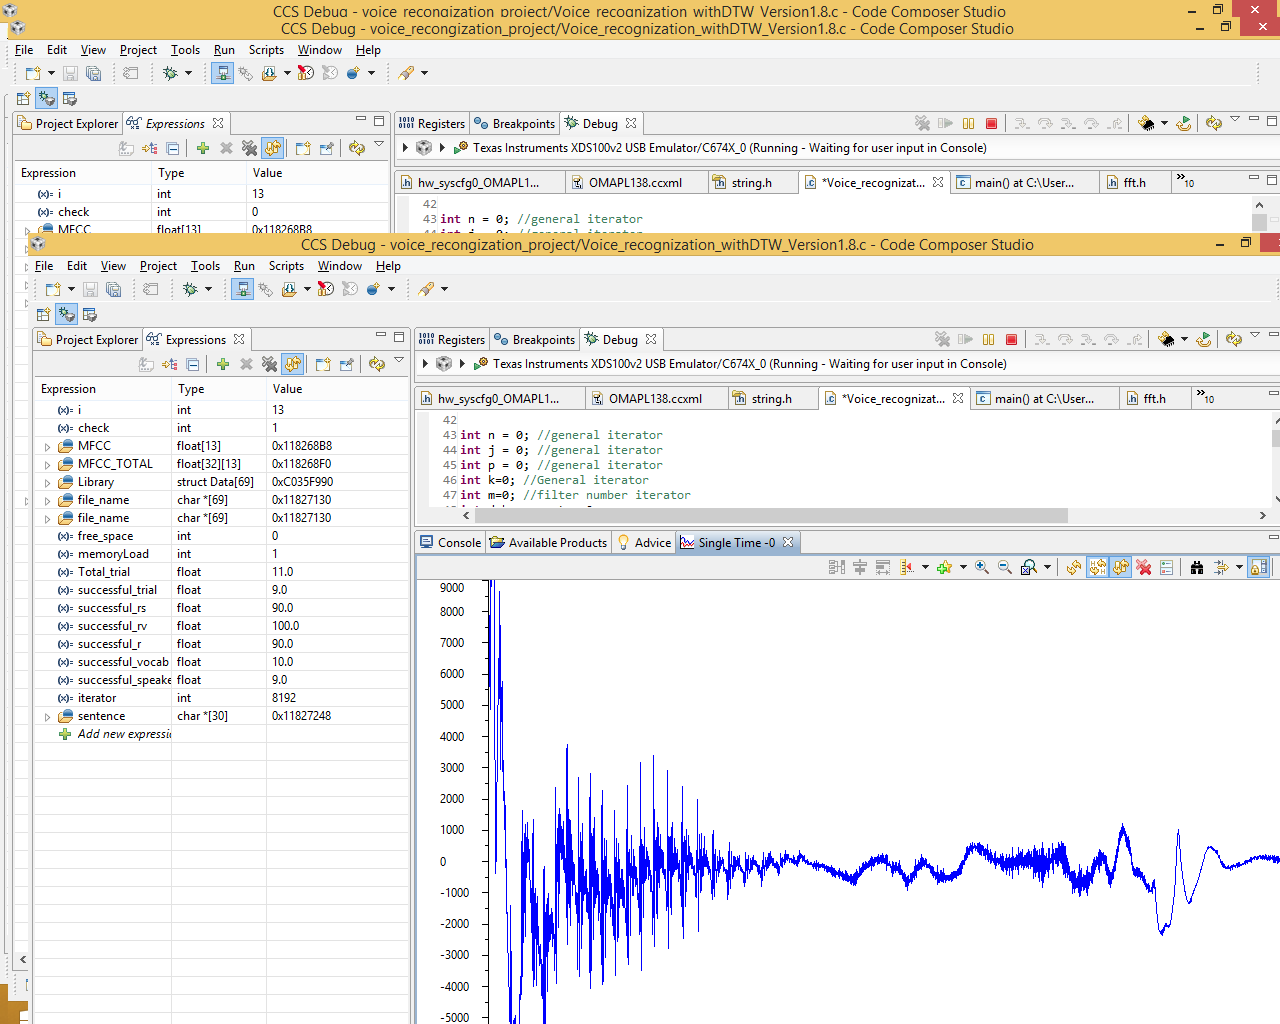 CCS Debug - voice_recongization_project/Voice_recognization_withDTW_Version1.8.c - Code Composer Studio
CCS Debug - voice_recongization_project/Voice_recognization_withDTW_Version1.8.c - Code Composer Studio
File Edit View Project Tools Run Scripts Window Help
Project Explorer Expressions
Registers Breakpoints Debug
Texas Instruments XDS100v2 USB Emulator/C674X_0 (Running - Waiting for user input in Console)
Expression Type Value
hw_syscfg0_OMAPL1... OMAPL138.ccxml string.h *Voice_recognizat... main() at C:\User... fft.h »10
(x)= i int 13
42
(x)= check int 0
43 int n = 0; //general iterator
MFCC float[13] 0x118268B8
CCS Debug - voice_recongization_project/Voice_recognization_withDTW_Version1.8.c - Code Composer Studio
File Edit View Project Tools Run Scripts Window Help
Project Explorer Expressions
Registers Breakpoints Debug
Texas Instruments XDS100v2 USB Emulator/C674X_0 (Running - Waiting for user input in Console)
Expression Type Value
hw_syscfg0_OMAPL1... OMAPL138.ccxml string.h *Voice_recognizat... main() at C:\User... fft.h »10
(x)= i int 13
(x)= check int 1
MFCC float[13] 0x118268B8
MFCC_TOTAL float[32][13] 0x118268F0
Library struct Data[69] 0xC035F990
file_name char *[69] 0x11827130
file_name char *[69] 0x11827130
(x)= free_space int 0
(x)= memoryLoad int 1
(x)= Total_trial float 11.0
(x)= successful_trial float 9.0
(x)= successful_rs float 90.0
(x)= successful_rv float 100.0
(x)= successful_r float 90.0
(x)= successful_vocab float 10.0
(x)= successful_speake float 9.0
(x)= iterator int 8192
sentence char *[30] 0x11827248
Add new expressi
42
43 int n = 0; //general iterator
44 int j = 0; //general iterator
45 int p = 0; //general iterator
46 int k=0; //General iterator
47 int m=0; //filter number iterator
Console Available Products Advice Single Time -0
9000
8000
7000
6000
5000
4000
3000
2000
1000
0
-1000
-2000
-3000
-4000
-5000